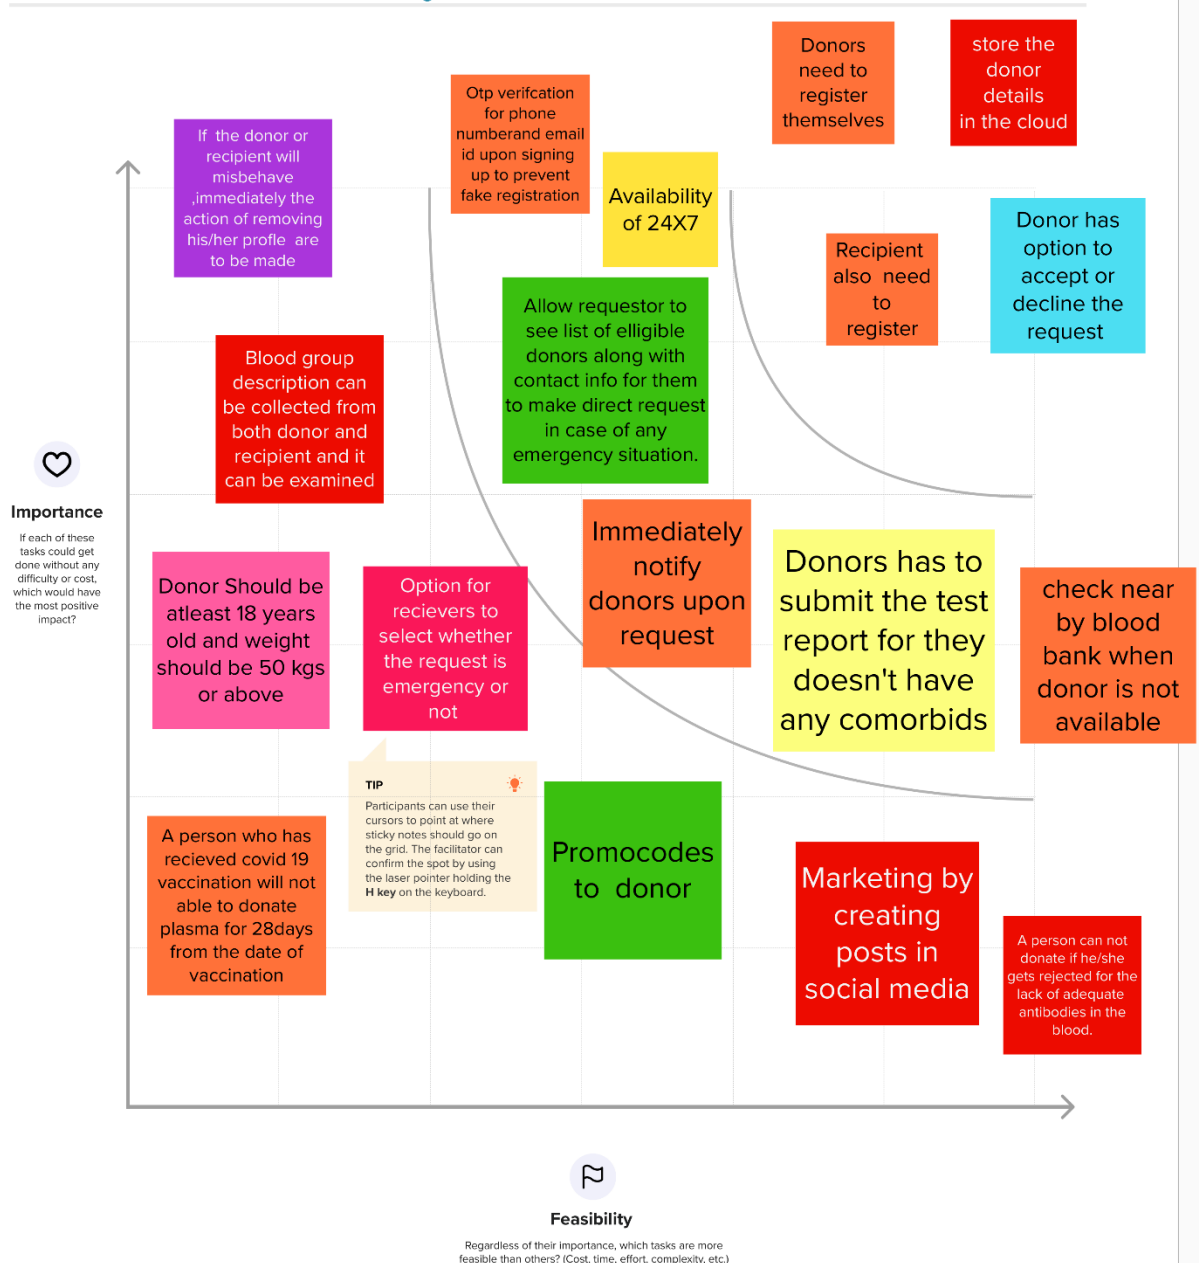 Donors
need to
register
themselves
store the
donor
details
in the cloud
Otp verifcation
for phone
numberand email
id upon signing
up to prevent
fake registration
If  the donor or
recipient will
misbehave
,immediately the
action of removing
his/her profle  are
to be made
Availability
of 24X7
Recipient
also  need
to
register
Donor has
option to
accept or
decline the
request
Allow requestor to
see list of elligible
donors along with
contact info for them
to make direct request
in case of any
emergency situation.
Blood group
description can
be collected from
both donor and
recipient and it
can be examined
Importance
If each of these
tasks could get
done without any
difficulty or cost,
which would have
the most positive
impact?
Donor Should be
atleast 18 years
old and weight
should be 50 kgs
or above
Option for
recievers to
select whether
the request is
emergency or
not
Immediately
notify
donors upon
request
Donors has to
submit the test
report for they
doesn't have
any comorbids
check near
by blood
bank when
donor is not
available
TIP
Participants can use their
cursors to point at where
sticky notes should go on
the grid. The facilitator can
confirm the spot by using
the laser pointer holding the
H key on the keyboard.
A person who has
recieved covid 19
vaccination will not
able to donate
plasma for 28days
from the date of
vaccination
Promocodes
to  donor
Marketing by
creating
posts in
social media
A person can not
donate if he/she
gets rejected for the
lack of adequate
antibodies in the
blood.
Feasibility
Regardless of their importance, which tasks are more
feasible than others? (Cost, time, effort, complexity, etc.)